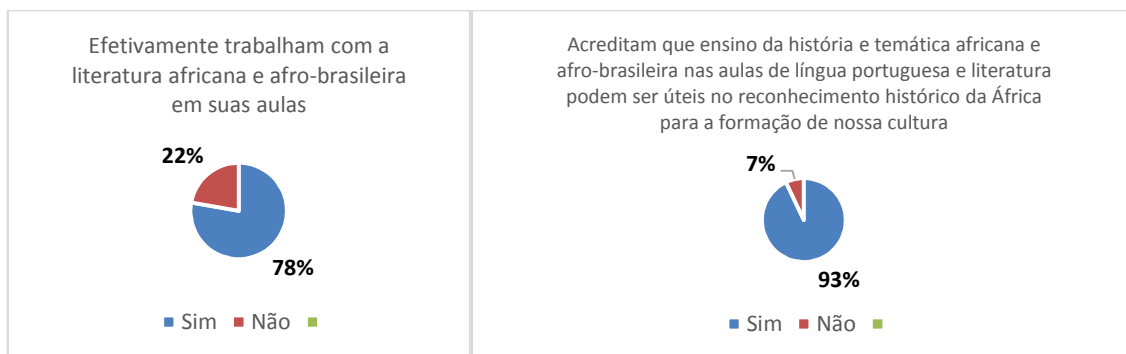 Efetivamente trabalham com a
literatura africana e afro-brasileira
em suas aulas
22%
78%
Sim Não
Acreditam que ensino da história e temática africana e
afro-brasileira nas aulas de língua portuguesa e literatura
podem ser úteis no reconhecimento histórico da África
para a formação de nossa cultura
7%
93%
Sim Não